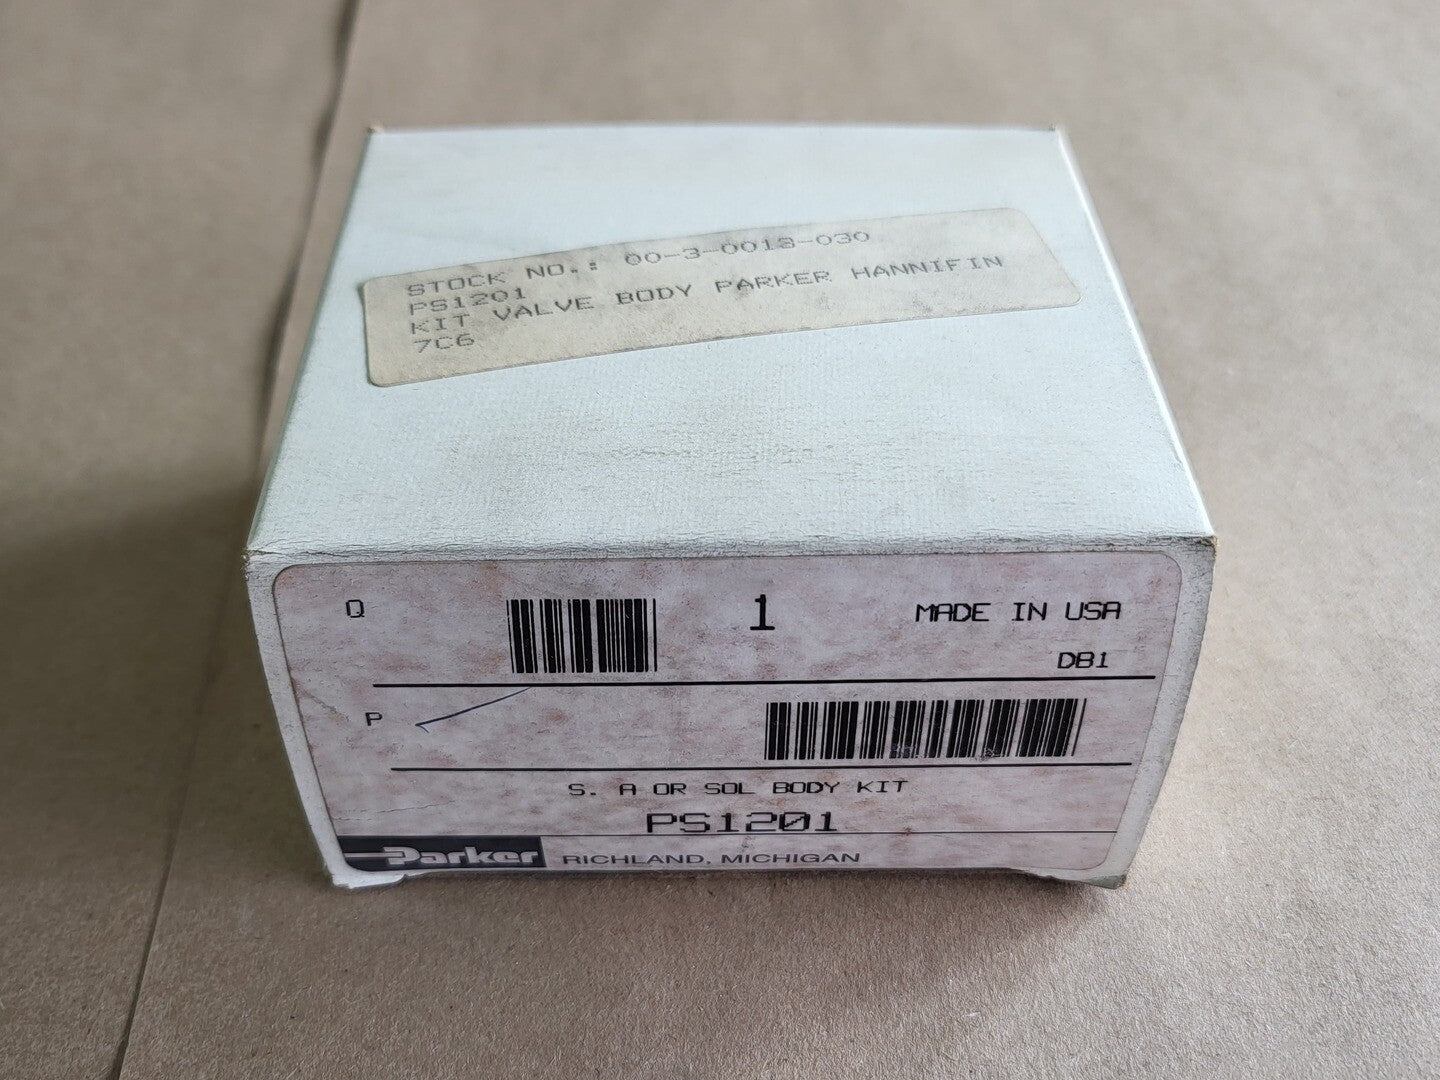 STOCK NO.: 00-3-0013-030
PS1201
KIT VALVE BODY PARKER HANNIFIN
7C6
Q 1 MADE IN USA
DB1
P
S. A OR SOL BODY KIT
PS1201
Parker RICHLAND, MICHIGAN